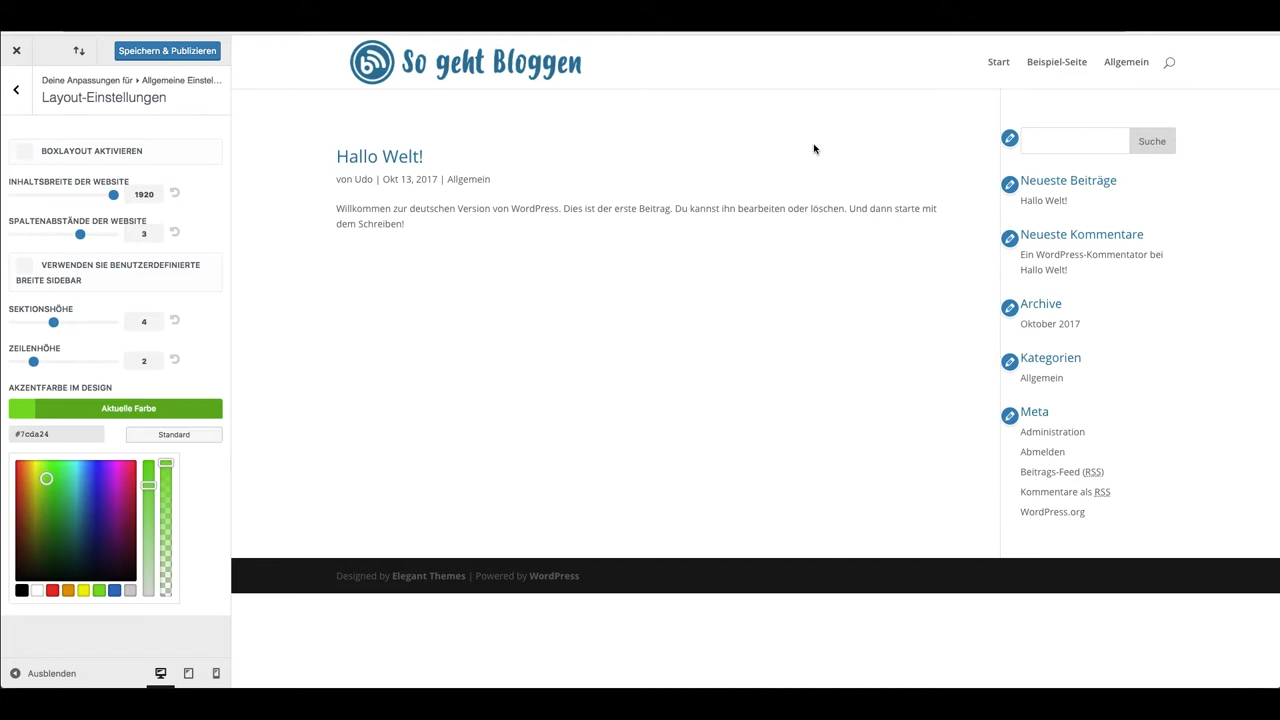 Speichern & Publizieren
Deine Anpassungen für ▸ Allgemeine Einstel...
Layout-Einstellungen
BOXLAYOUT AKTIVIEREN
INHALTSBREITE DER WEBSITE
1920
SPALTENABSTÄNDE DER WEBSITE
3
VERWENDEN SIE BENUTZERDEFINIERTE
BREITE SIDEBAR
SEKTIONSHÖHE
4
ZEILENHÖHE
2
AKZENTFARBE IM DESIGN
Aktuelle Farbe
#7cda24
Standard
Ausblenden
So geht Bloggen
Start
Beispiel-Seite
Allgemein
Hallo Welt!
von Udo | Okt 13, 2017 | Allgemein
Willkommen zur deutschen Version von WordPress. Dies ist der erste Beitrag. Du kannst ihn bearbeiten oder löschen. Und dann starte mit
dem Schreiben!
Suche
Neueste Beiträge
Hallo Welt!
Neueste Kommentare
Ein WordPress-Kommentator bei
Hallo Welt!
Archive
Oktober 2017
Kategorien
Allgemein
Meta
Administration
Abmelden
Beitrags-Feed (RSS)
Kommentare als RSS
WordPress.org
Designed by Elegant Themes | Powered by WordPress